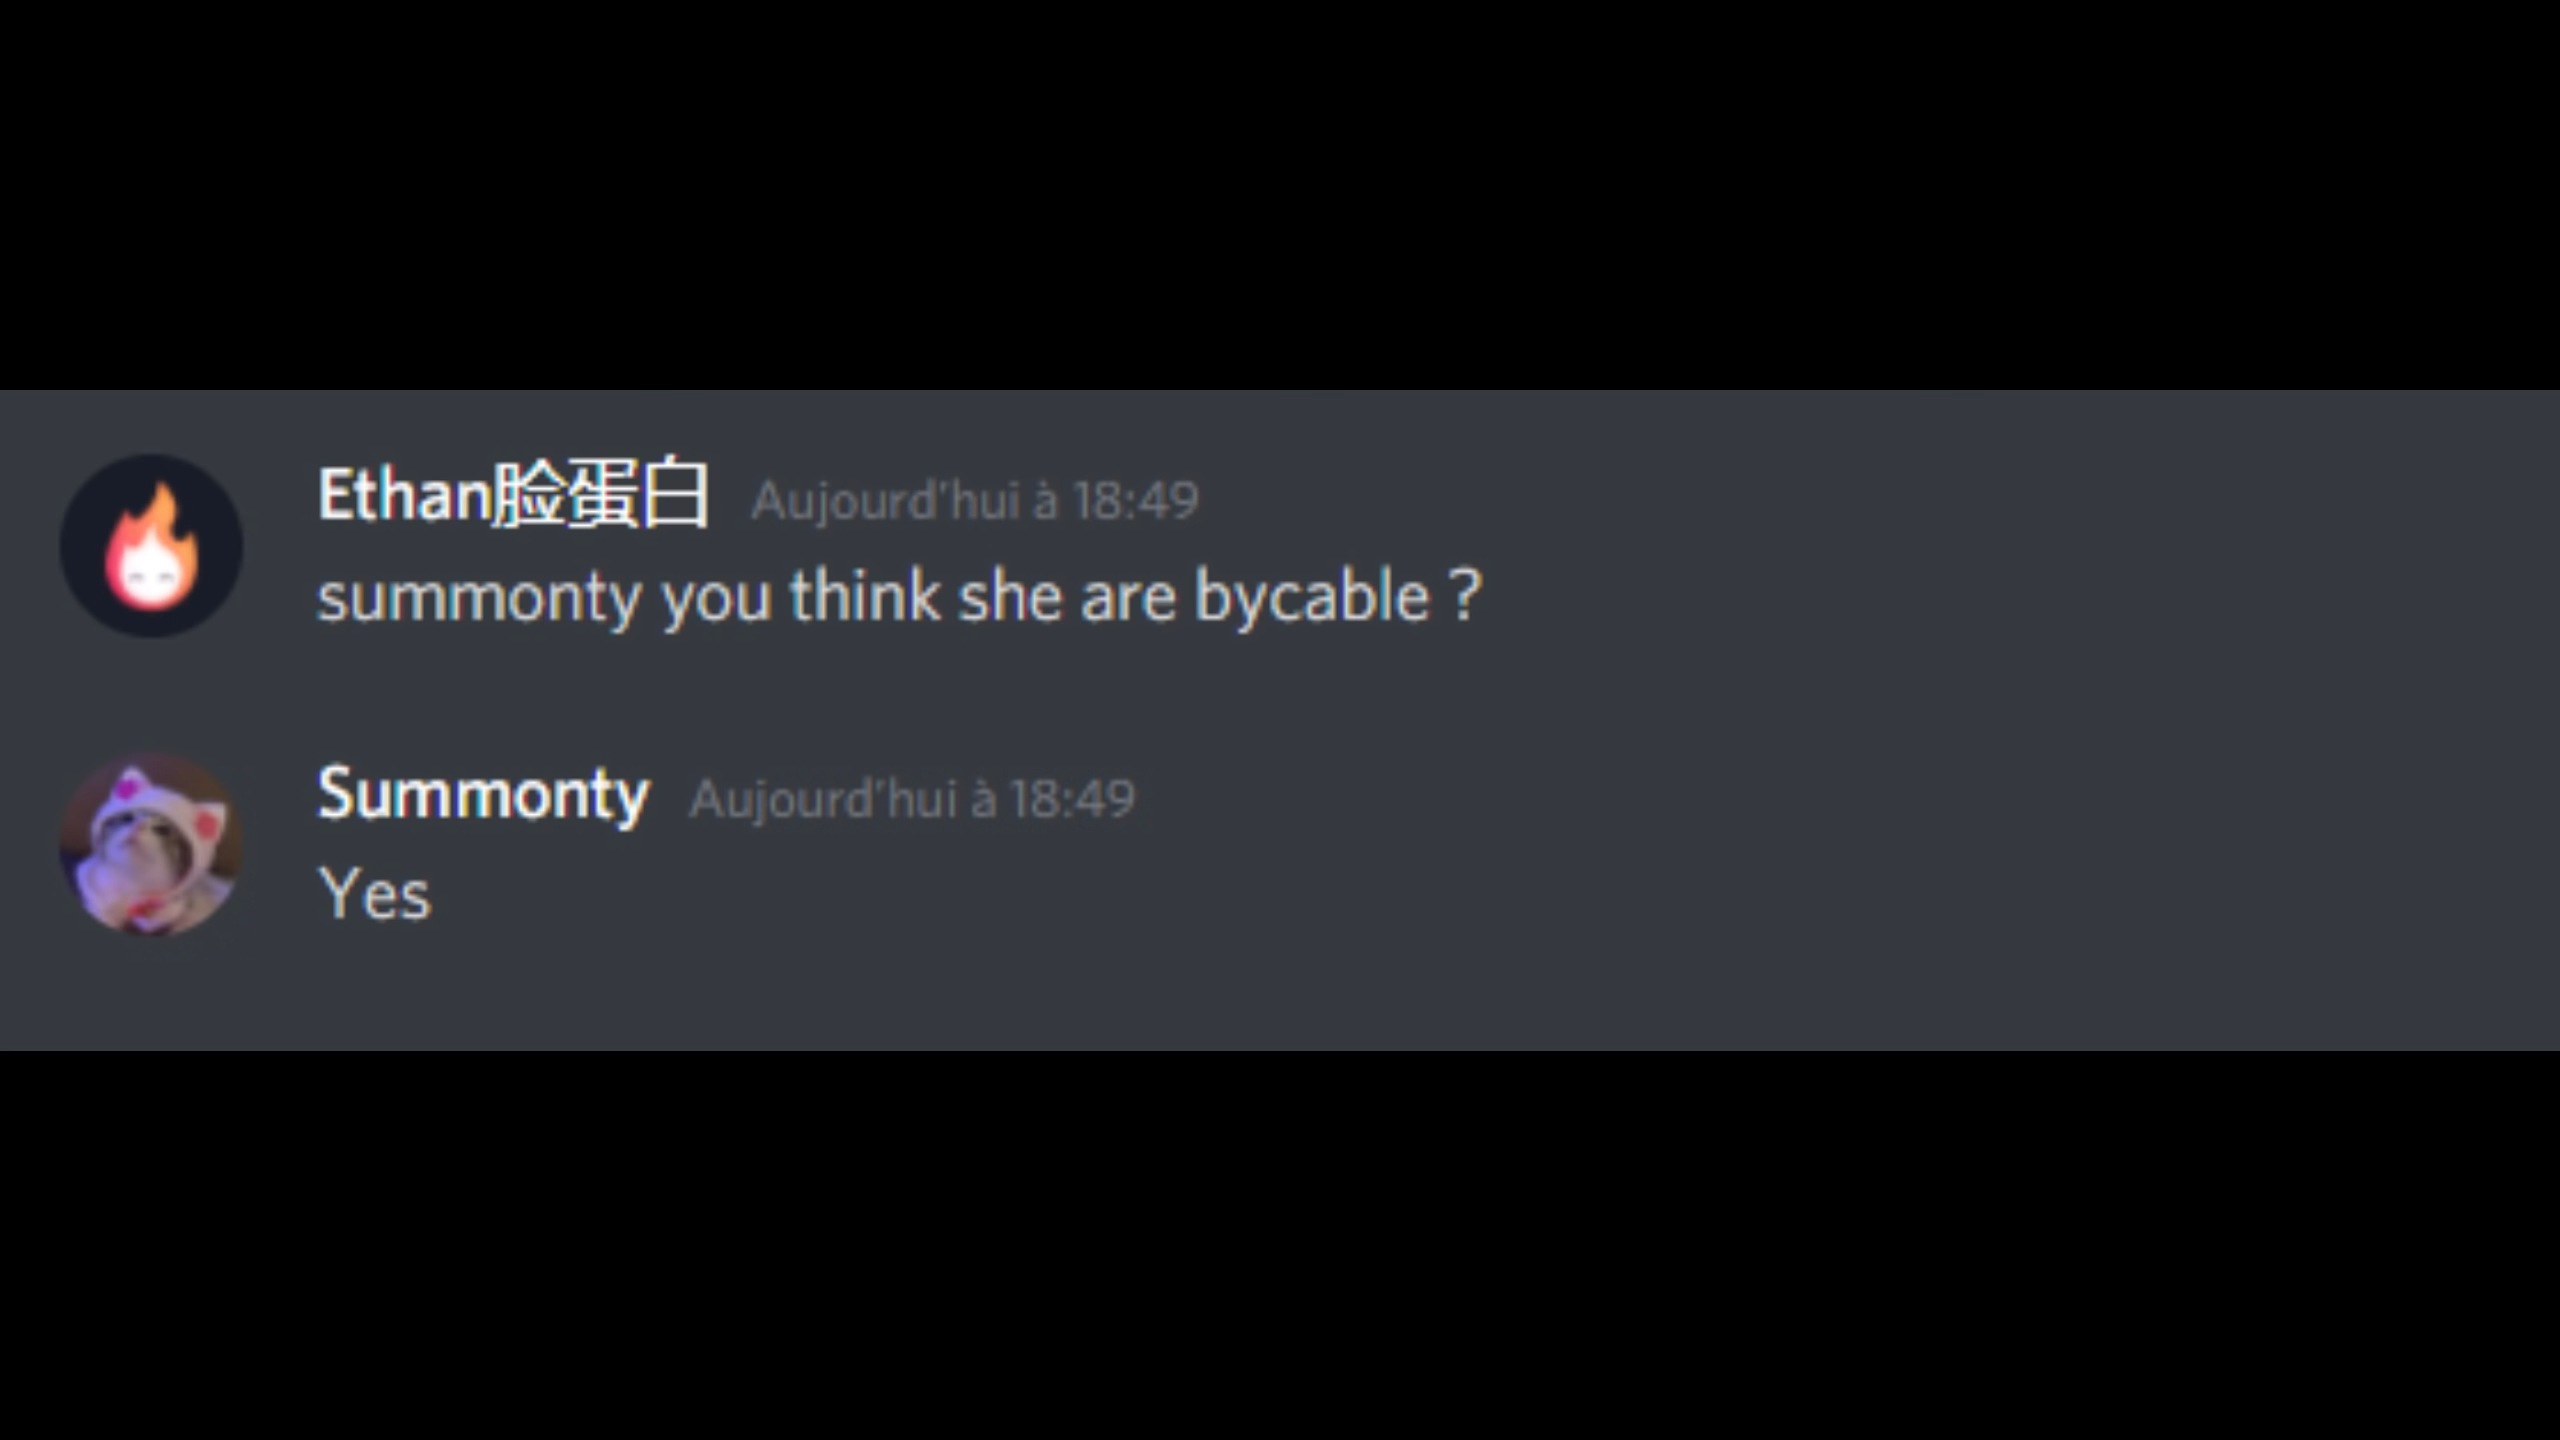 Ethan脸蛋白 Aujourd'hui à 18:49
summonty you think she are bycable ?
Summonty Aujourd'hui à 18:49
Yes